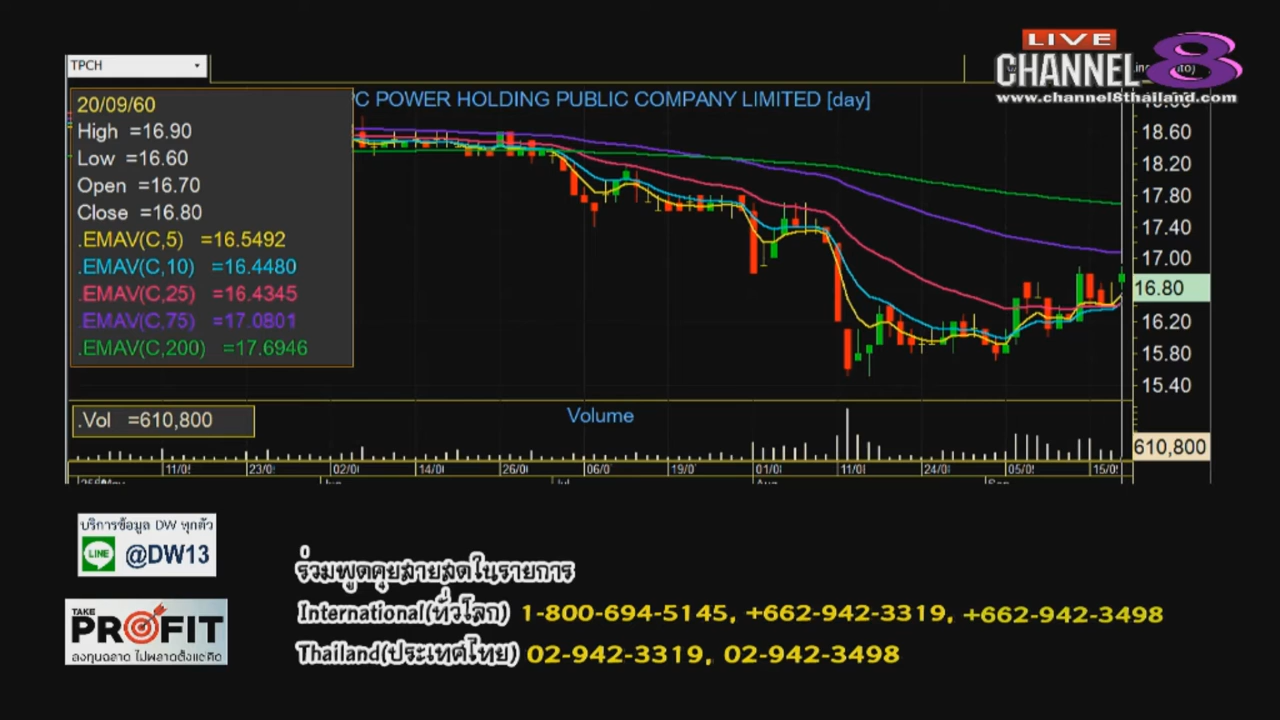 TPCH
LIVE
CHANNEL 8
www.channel8thailand.com
20/09/60
High =16.90
Low =16.60
Open =16.70
Close =16.80
.EMAV(C,5) =16.5492
.EMAV(C,10) =16.4480
.EMAV(C,25) =16.4345
.EMAV(C,75) =17.0801
.EMAV(C,200) =17.6946
POWER HOLDING PUBLIC COMPANY LIMITED [day]
18.60
18.20
17.80
17.40
17.00
16.80
16.20
15.80
15.40
.Vol =610,800
Volume
610,800
11/05 23/0 02/0 14/0 26/0 06/0 19/0 01/0 11/0 24/0 05/0 15/0
บริการข้อมูล DW ทุกตัว
LINE @DW13
TAKE
PROFIT
ลงทุนฉลาด ไม่พลาดตั้งแต่คิด
ร่วมพูดคุยสายสดในรายการ
International(ทั่วโลก) 1-800-694-5145, +662-942-3319, +662-942-3498
Thailand(ประเทศไทย) 02-942-3319, 02-942-3498